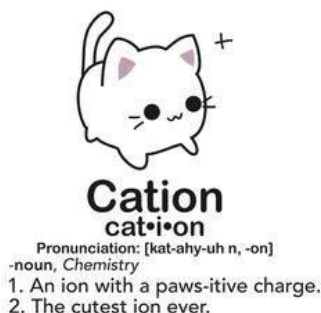 Cation
cat•i•on
Pronunciation: [kat-ahy-uh n, -on]
-noun, Chemistry
1. An ion with a paws-itive charge.
2. The cutest ion ever.